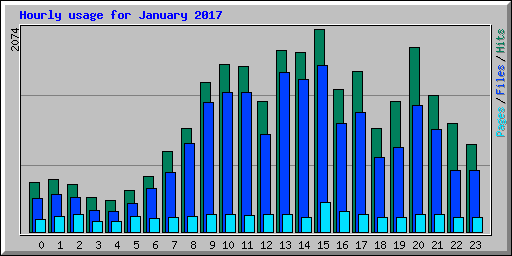 Hourly usage for January 2017
2074
Pages / Files / Hits
0 1 2 3 4 5 6 7 8 9 10 11 12 13 14 15 16 17 18 19 20 21 22 23